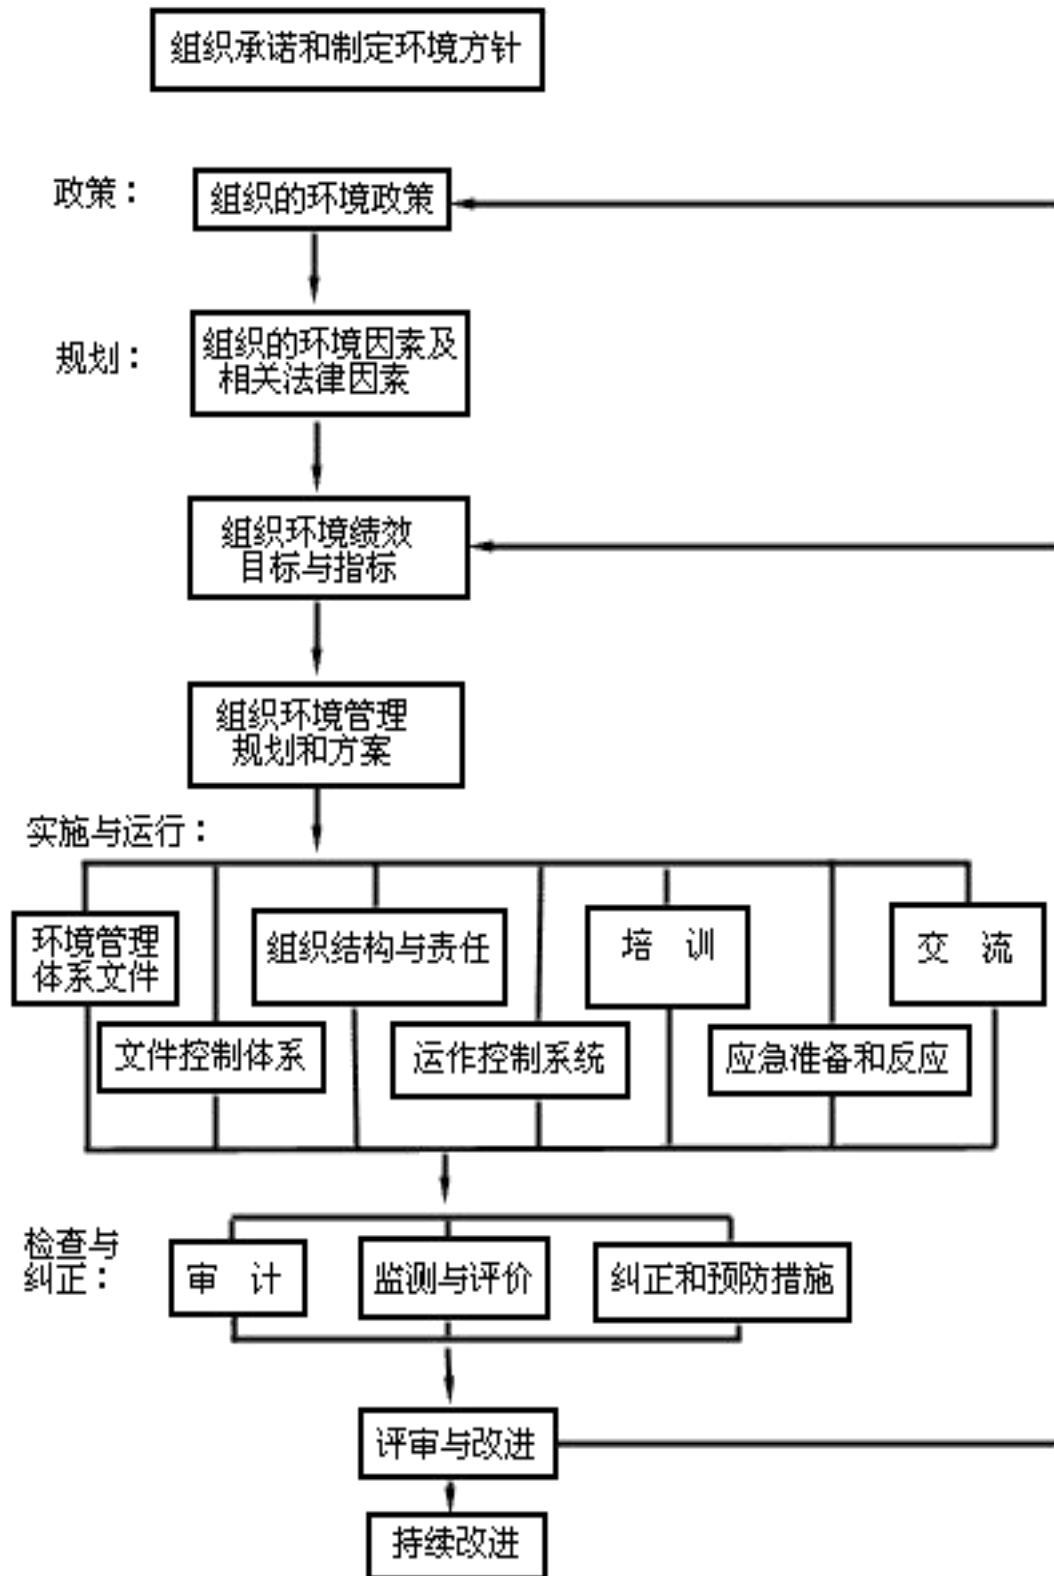 组织承诺和制定环境方针
政策：
组织的环境政策
规划：
组织的环境因素及
相关法律因素
组织环境绩效
目标与指标
组织环境管理
规划和方案
实施与运行：
环境管理
体系文件
组织结构与责任
培 训
交 流
文件控制体系
运作控制系统
应急准备和反应
检查与
纠正：
审 计
监测与评价
纠正和预防措施
评审与改进
持续改进